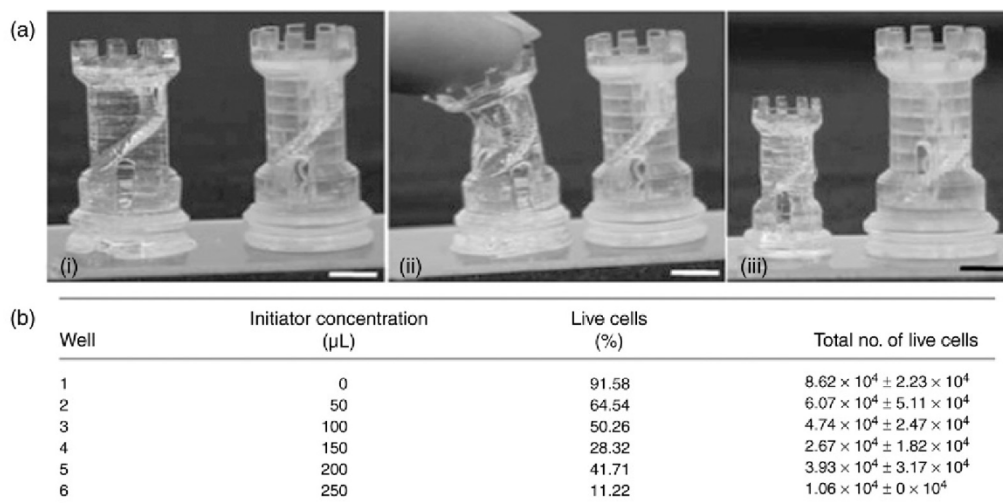 (a)
(i) (ii) (iii)
(b)
Well Initiator concentration (µL) Live cells (%) Total no. of live cells
1 0 91.58 8.62 × 10⁴ ± 2.23 × 10⁴
2 50 64.54 6.07 × 10⁴ ± 5.11 × 10⁴
3 100 50.26 4.74 × 10⁴ ± 2.47 × 10⁴
4 150 28.32 2.67 × 10⁴ ± 1.82 × 10⁴
5 200 41.71 3.93 × 10⁴ ± 3.17 × 10⁴
6 250 11.22 1.06 × 10⁴ ± 0 × 10⁴